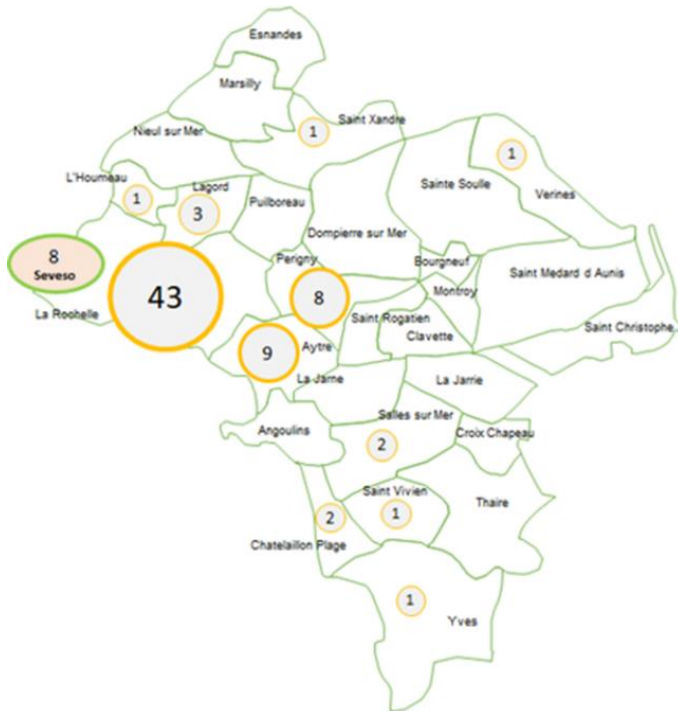 Esnandes
Marsilly
Saint Xandre
1
Nieul sur Mer
1
L'Houmeau
Lagord
Sainte Soulle
Verines
1
3
Puilboreau
Dompierre sur Mer
8
Seveso
Perigny
Bourgneuf
Saint Medard d Aunis
43
8
Montroy
La Rochelle
Saint Rogatien
Saint Christophe..
Clavette
9
Aytre
La Jarne
La Jarrie
Salles sur Mer
Angoulins
Croix Chapeau
2
Saint Vivien
Thaire
2
1
Chatelaillon Plage
1
Yves